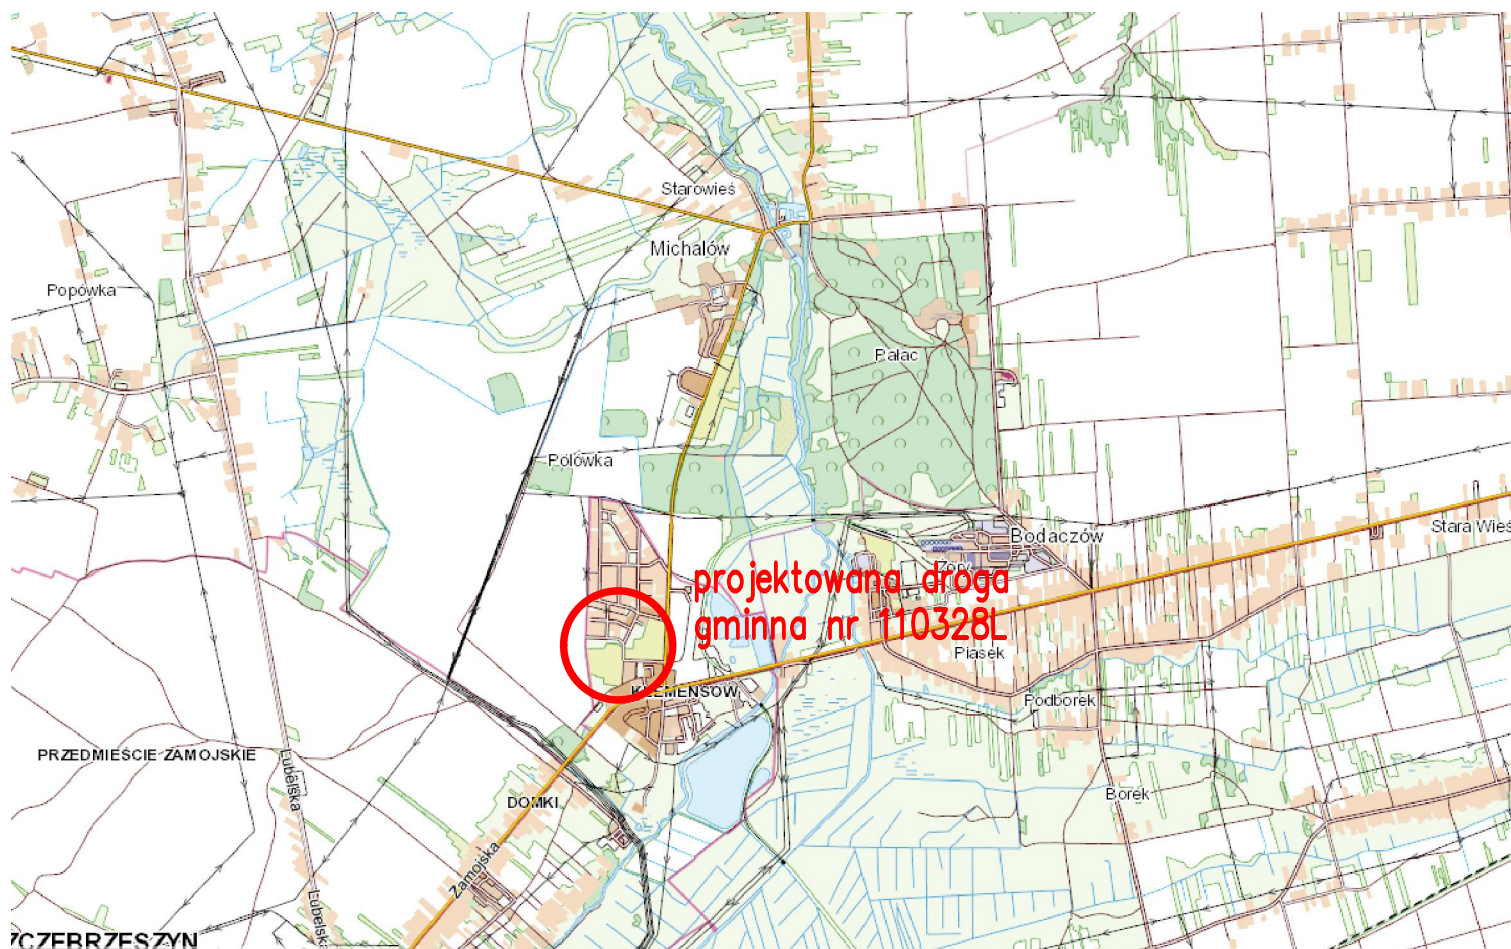 Starowieś
Michalów
Popówka
Pałac
Polówka
Bodaczów
Stara Wieś
Zory
projektowana droga
gminna nr 110328L
Piasek
KLEMENSÓW
Podborek
PRZEDMIEŚCIE ZAMOJSKIE
Lubelska
DOMKI
Borek
Zamojska
Lubelska
ZCZEBRZESZYN